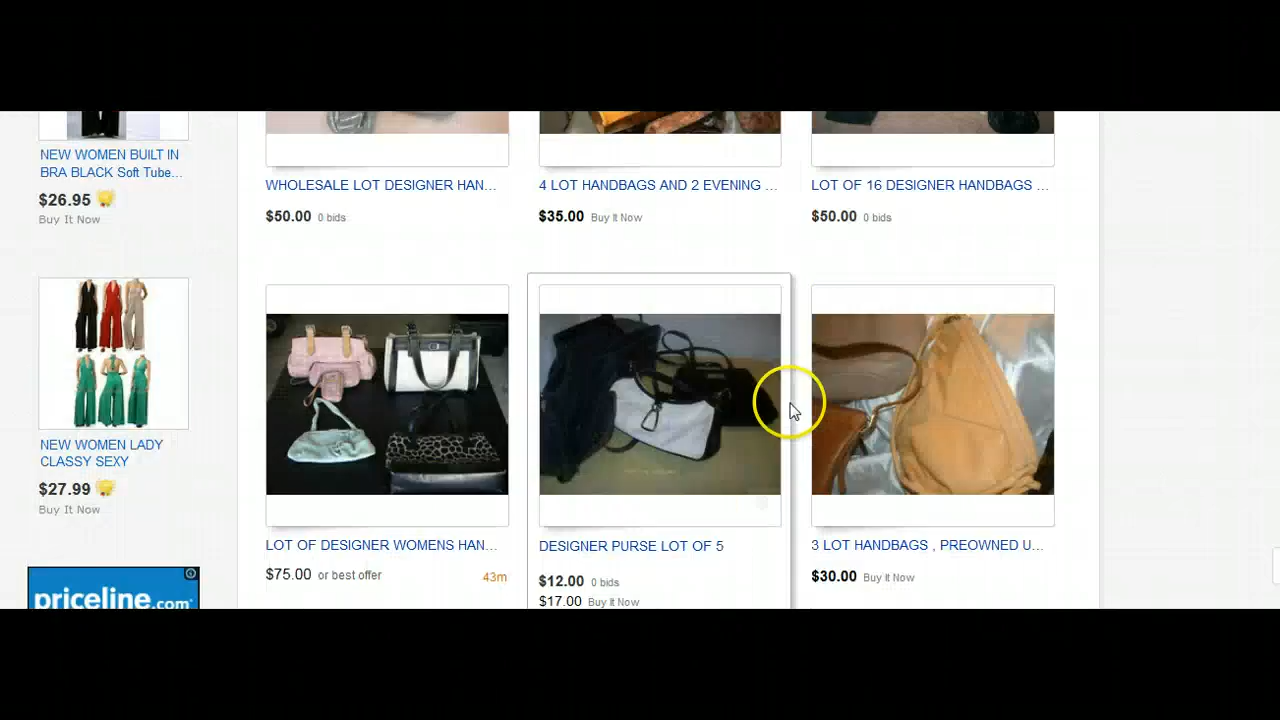 NEW WOMEN BUILT IN
BRA BLACK Soft Tube...
$26.95
Buy It Now
WHOLESALE LOT DESIGNER HAN...
$50.00 0 bids
4 LOT HANDBAGS AND 2 EVENING ...
$35.00 Buy It Now
LOT OF 16 DESIGNER HANDBAGS ...
$50.00 0 bids
NEW WOMEN LADY
CLASSY SEXY
$27.99
Buy It Now
LOT OF DESIGNER WOMENS HAN...
$75.00 or best offer 43m
DESIGNER PURSE LOT OF 5
$12.00 0 bids
$17.00 Buy It Now
3 LOT HANDBAGS , PREOWNED U...
$30.00 Buy It Now
priceline.com